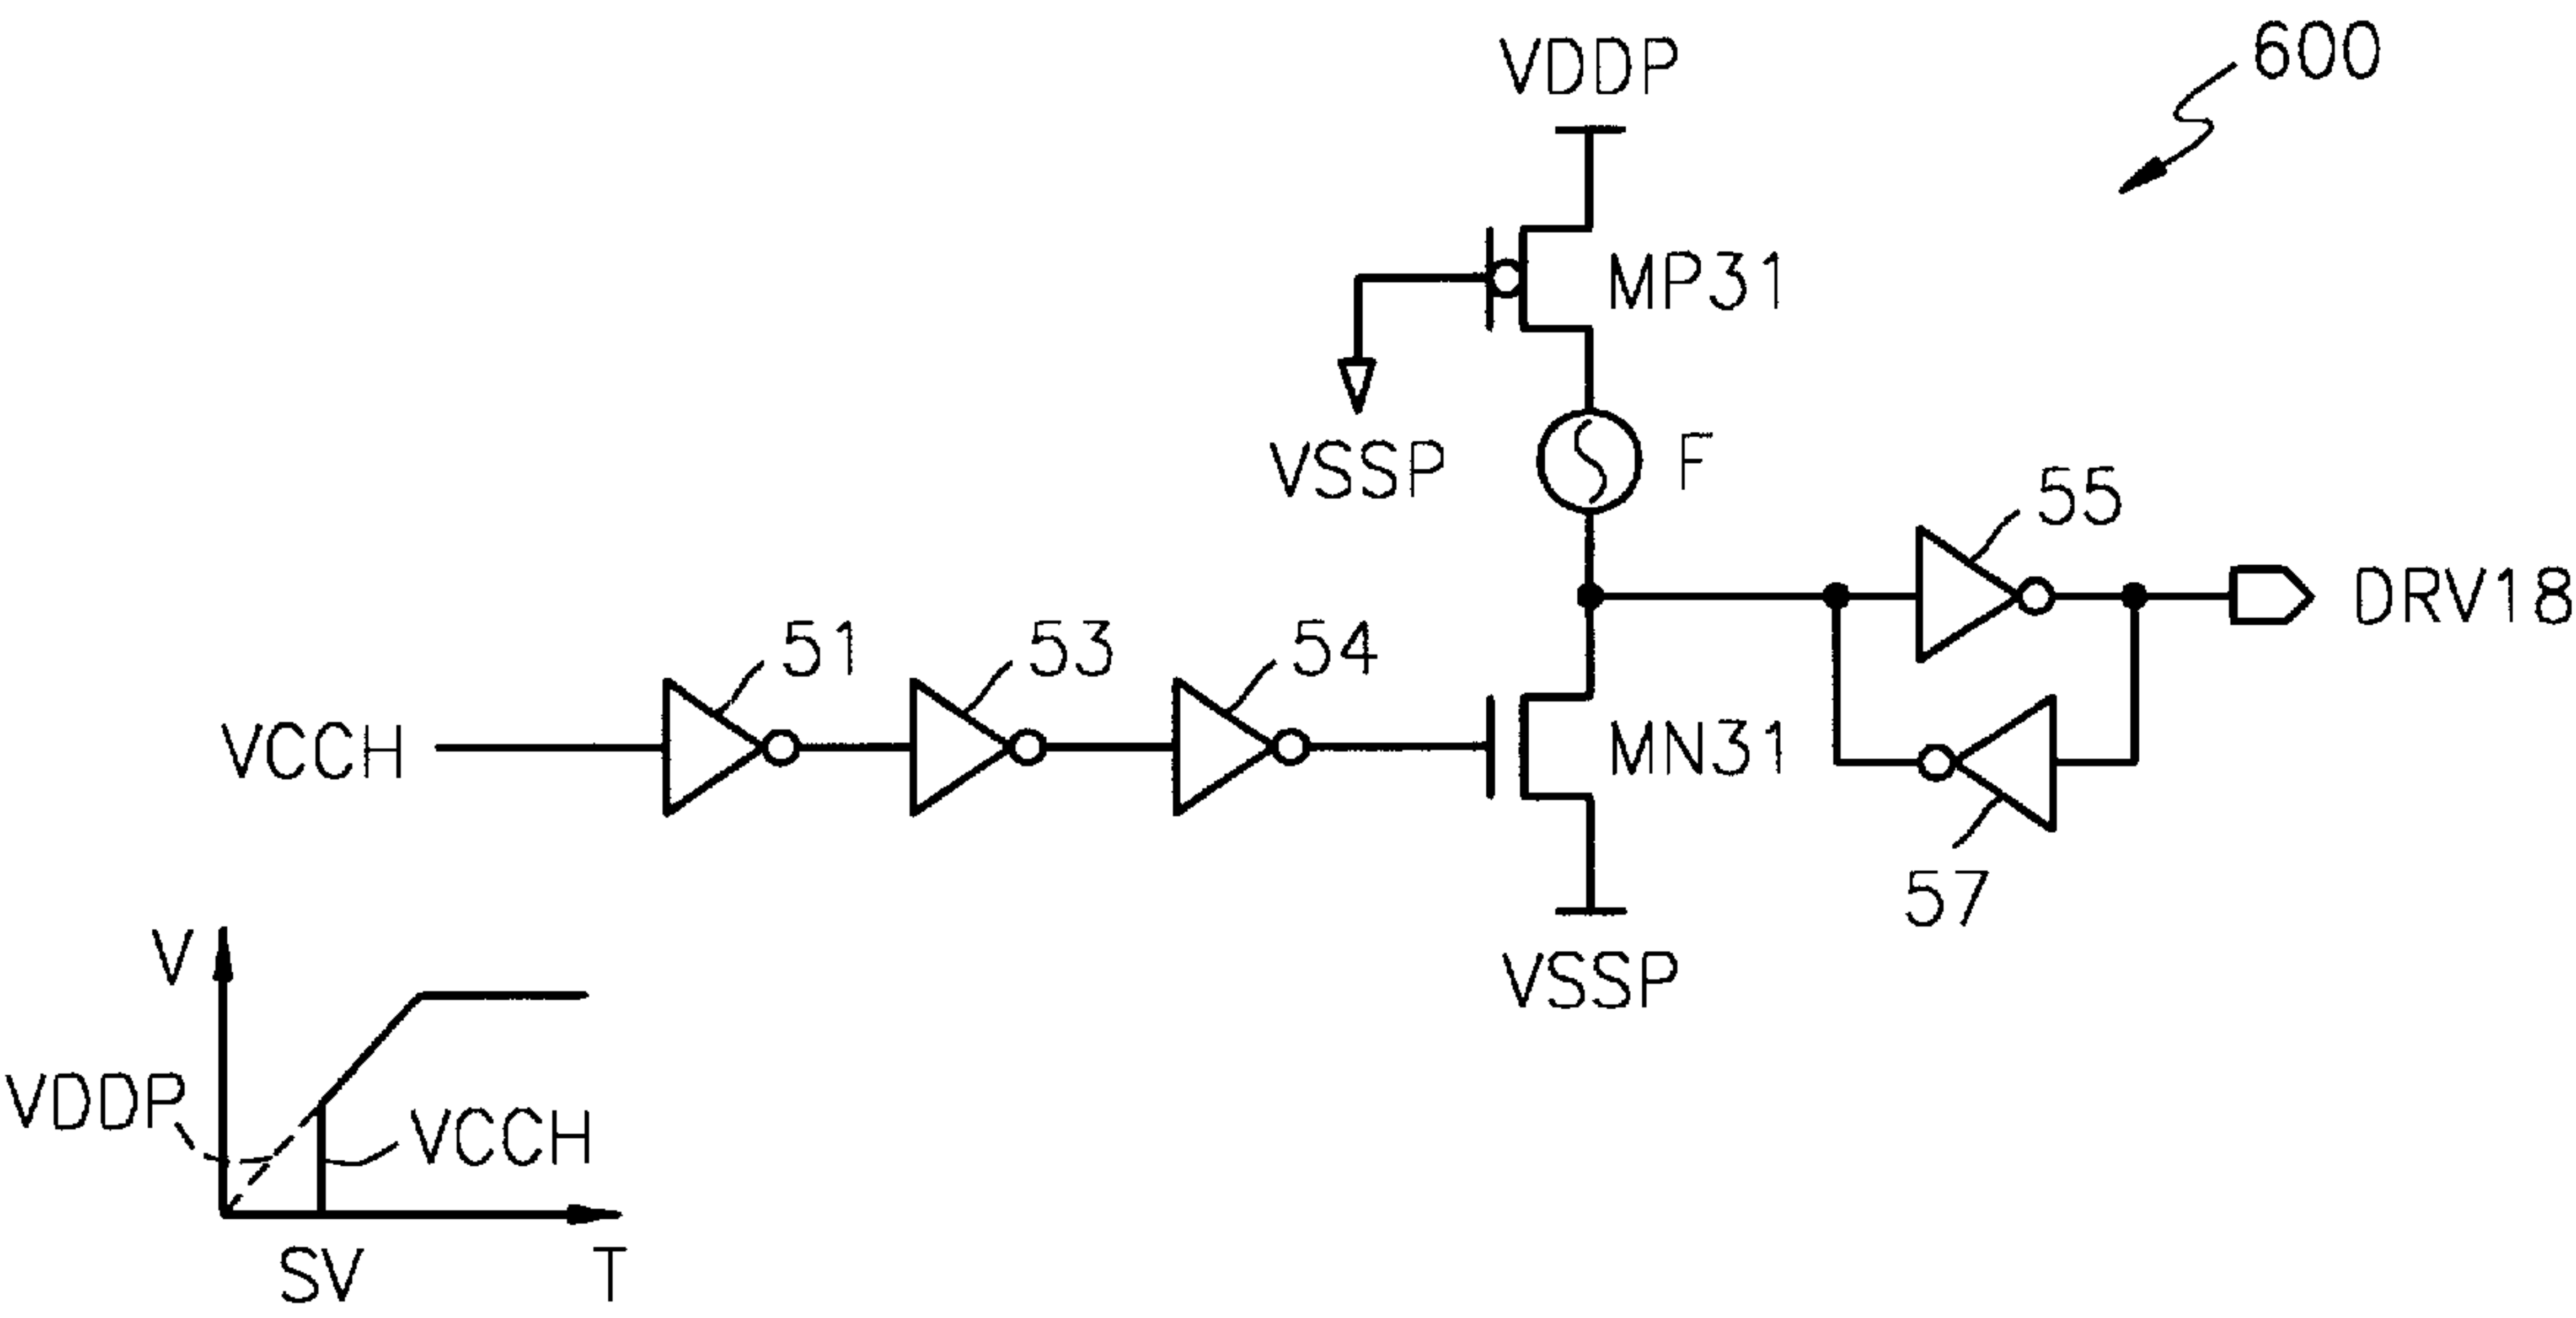 600
VDDP
MP31
VSSP
F
55
DRV18
51
53
54
VCCH
MN31
57
VSSP
V
VDDP
VCCH
SV
T